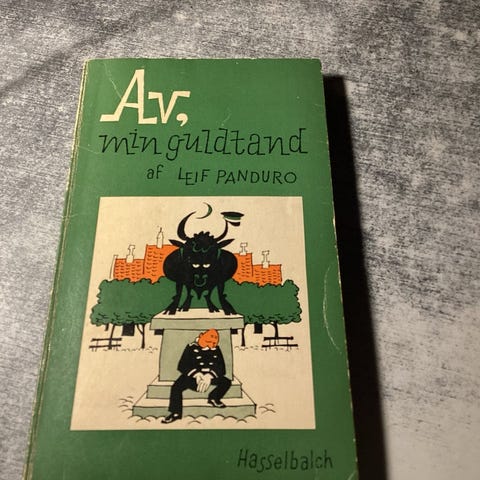 Av,
min guldtand
af LEIF PANDURO
Hasselbalch